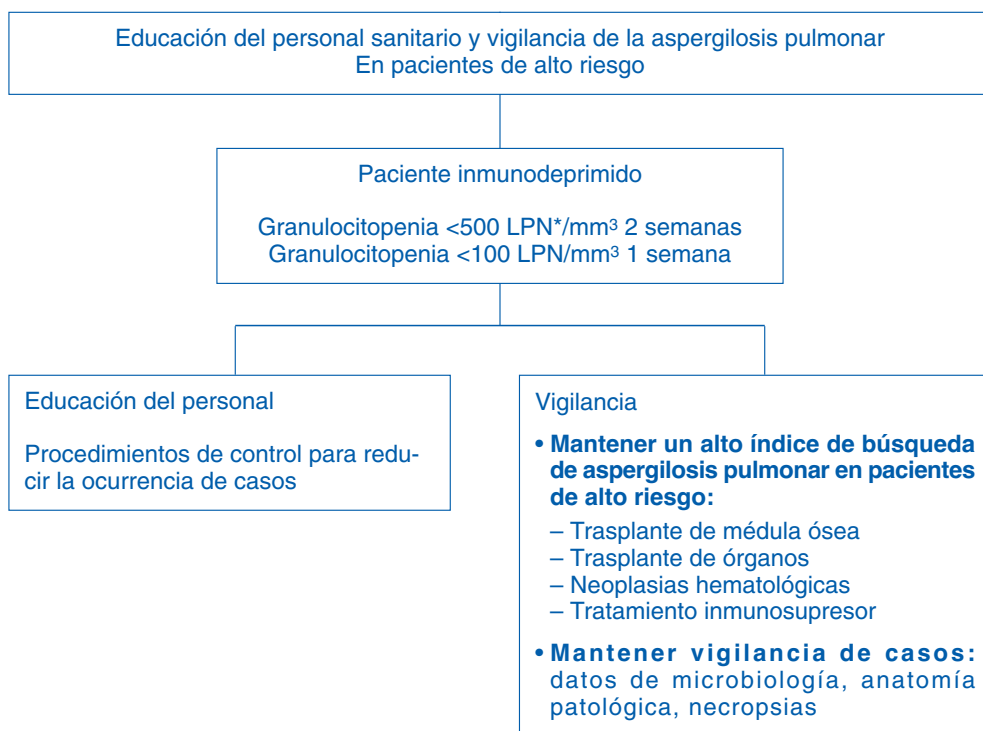 Educación del personal sanitario y vigilancia de la aspergilosis pulmonar
En pacientes de alto riesgo
Paciente inmunodeprimido
Granulocitopenia <500 LPN*/mm³ 2 semanas
Granulocitopenia <100 LPN/mm³ 1 semana
Educación del personal
Procedimientos de control para redu-
cir la ocurrencia de casos
Vigilancia
• Mantener un alto índice de búsqueda
de aspergilosis pulmonar en pacientes
de alto riesgo:
– Trasplante de médula ósea
– Trasplante de órganos
– Neoplasias hematológicas
– Tratamiento inmunosupresor
• Mantener vigilancia de casos:
datos de microbiología, anatomía
patológica, necropsias